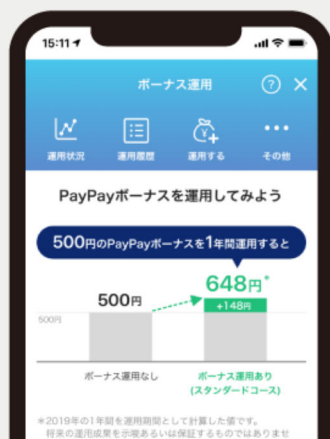 15:11
ボーナス運用
運用状況 運用履歴 運用する その他
PayPayボーナスを運用してみよう
500円のPayPayボーナスを1年間運用すると
648円*
500円
+148円
500円
ボーナス運用なし ボーナス運用あり
(スタンダードコース)
*2019年の1年間を運用期間として計算した値です。
将来の運用成果を示唆あるいは保証するものではありませ